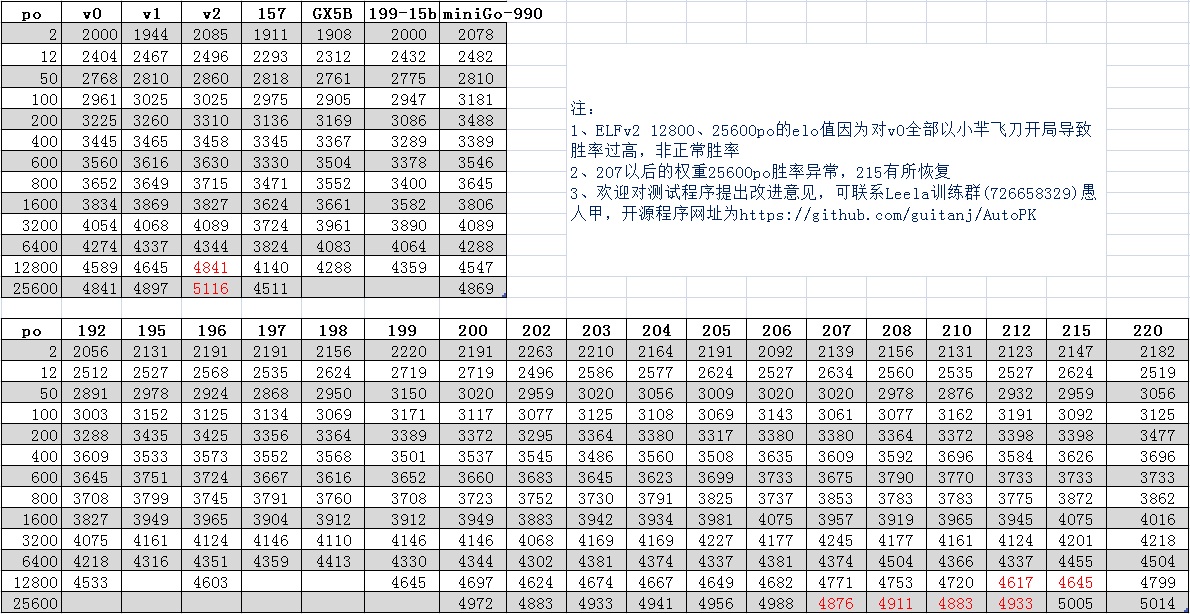 po v0 v1 v2 157 GX5B 199-15b miniGo-990
2 2000 1944 2085 1911 1908 2000 2078
12 2404 2467 2496 2293 2312 2432 2482
50 2768 2810 2860 2818 2761 2775 2810
100 2961 3025 3025 2975 2905 2947 3181
200 3225 3260 3310 3136 3169 3086 3488
400 3445 3465 3458 3345 3367 3289 3389
600 3560 3616 3630 3330 3504 3378 3546
800 3652 3649 3715 3471 3552 3400 3645
1600 3834 3869 3827 3624 3661 3582 3806
3200 4054 4068 4089 3724 3961 3890 4089
6400 4274 4337 4344 3824 4083 4064 4288
12800 4589 4645 4841 4140 4288 4359 4547
25600 4841 4897 5116 4511 4869
注:
1、ELFv2 12800、25600po的elo值因为对v0全部以小芈飞刀开局导致
胜率过高，非正常胜率
2、207以后的权重25600po胜率异常，215有所恢复
3、欢迎对测试程序提出改进意见，可联系Leela训练群(726658329)愚
人甲，开源程序网址为https://github.com/guitanj/AutoPK
po 192 195 196 197 198 199 200 202 203 204 205 206 207 208 210 212 215 220
2 2056 2131 2191 2191 2156 2220 2191 2263 2210 2164 2191 2092 2139 2156 2131 2123 2147 2182
12 2512 2527 2568 2535 2624 2719 2719 2496 2586 2577 2624 2527 2634 2560 2535 2527 2624 2519
50 2891 2978 2924 2868 2950 3150 3020 2959 3020 3056 3009 3020 3020 2978 2876 2932 2959 3056
100 3003 3152 3125 3134 3069 3171 3117 3077 3125 3108 3069 3143 3061 3077 3162 3191 3092 3125
200 3288 3435 3425 3356 3364 3389 3372 3295 3364 3380 3317 3380 3380 3364 3372 3398 3398 3477
400 3609 3533 3573 3552 3568 3501 3537 3545 3486 3560 3508 3635 3609 3592 3696 3584 3626 3696
600 3645 3751 3724 3667 3616 3652 3660 3683 3645 3623 3699 3733 3675 3790 3770 3733 3733 3733
800 3708 3799 3745 3791 3760 3708 3723 3752 3730 3791 3825 3737 3853 3783 3783 3775 3872 3862
1600 3827 3949 3965 3904 3912 3912 3949 3883 3942 3934 3981 4075 3957 3919 3965 3945 4075 4016
3200 4075 4161 4124 4146 4110 4146 4146 4068 4169 4169 4227 4177 4245 4177 4161 4124 4201 4218
6400 4218 4316 4351 4359 4413 4330 4344 4302 4381 4374 4337 4381 4374 4504 4366 4337 4455 4504
12800 4533 4603 4645 4697 4624 4674 4667 4649 4682 4771 4753 4720 4617 4645 4799
25600 4972 4883 4933 4941 4956 4988 4876 4911 4883 4933 5005 5014